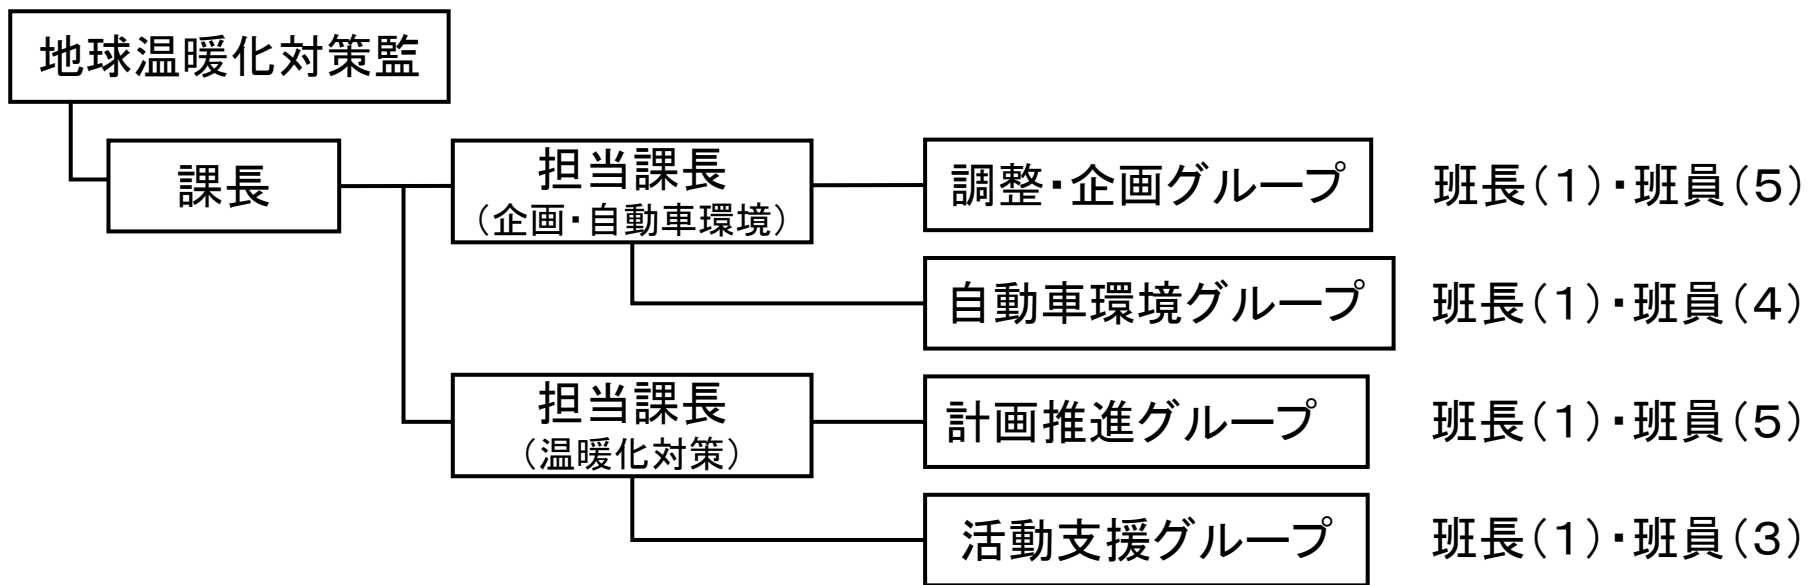 地球温暖化対策監
課長
担当課長
（企画・自動車環境）
調整・企画グループ
班長（１）・班員（５）
自動車環境グループ
班長（１）・班員（４）
担当課長
（温暖化対策）
計画推進グループ
班長（１）・班員（５）
活動支援グループ
班長（１）・班員（３）